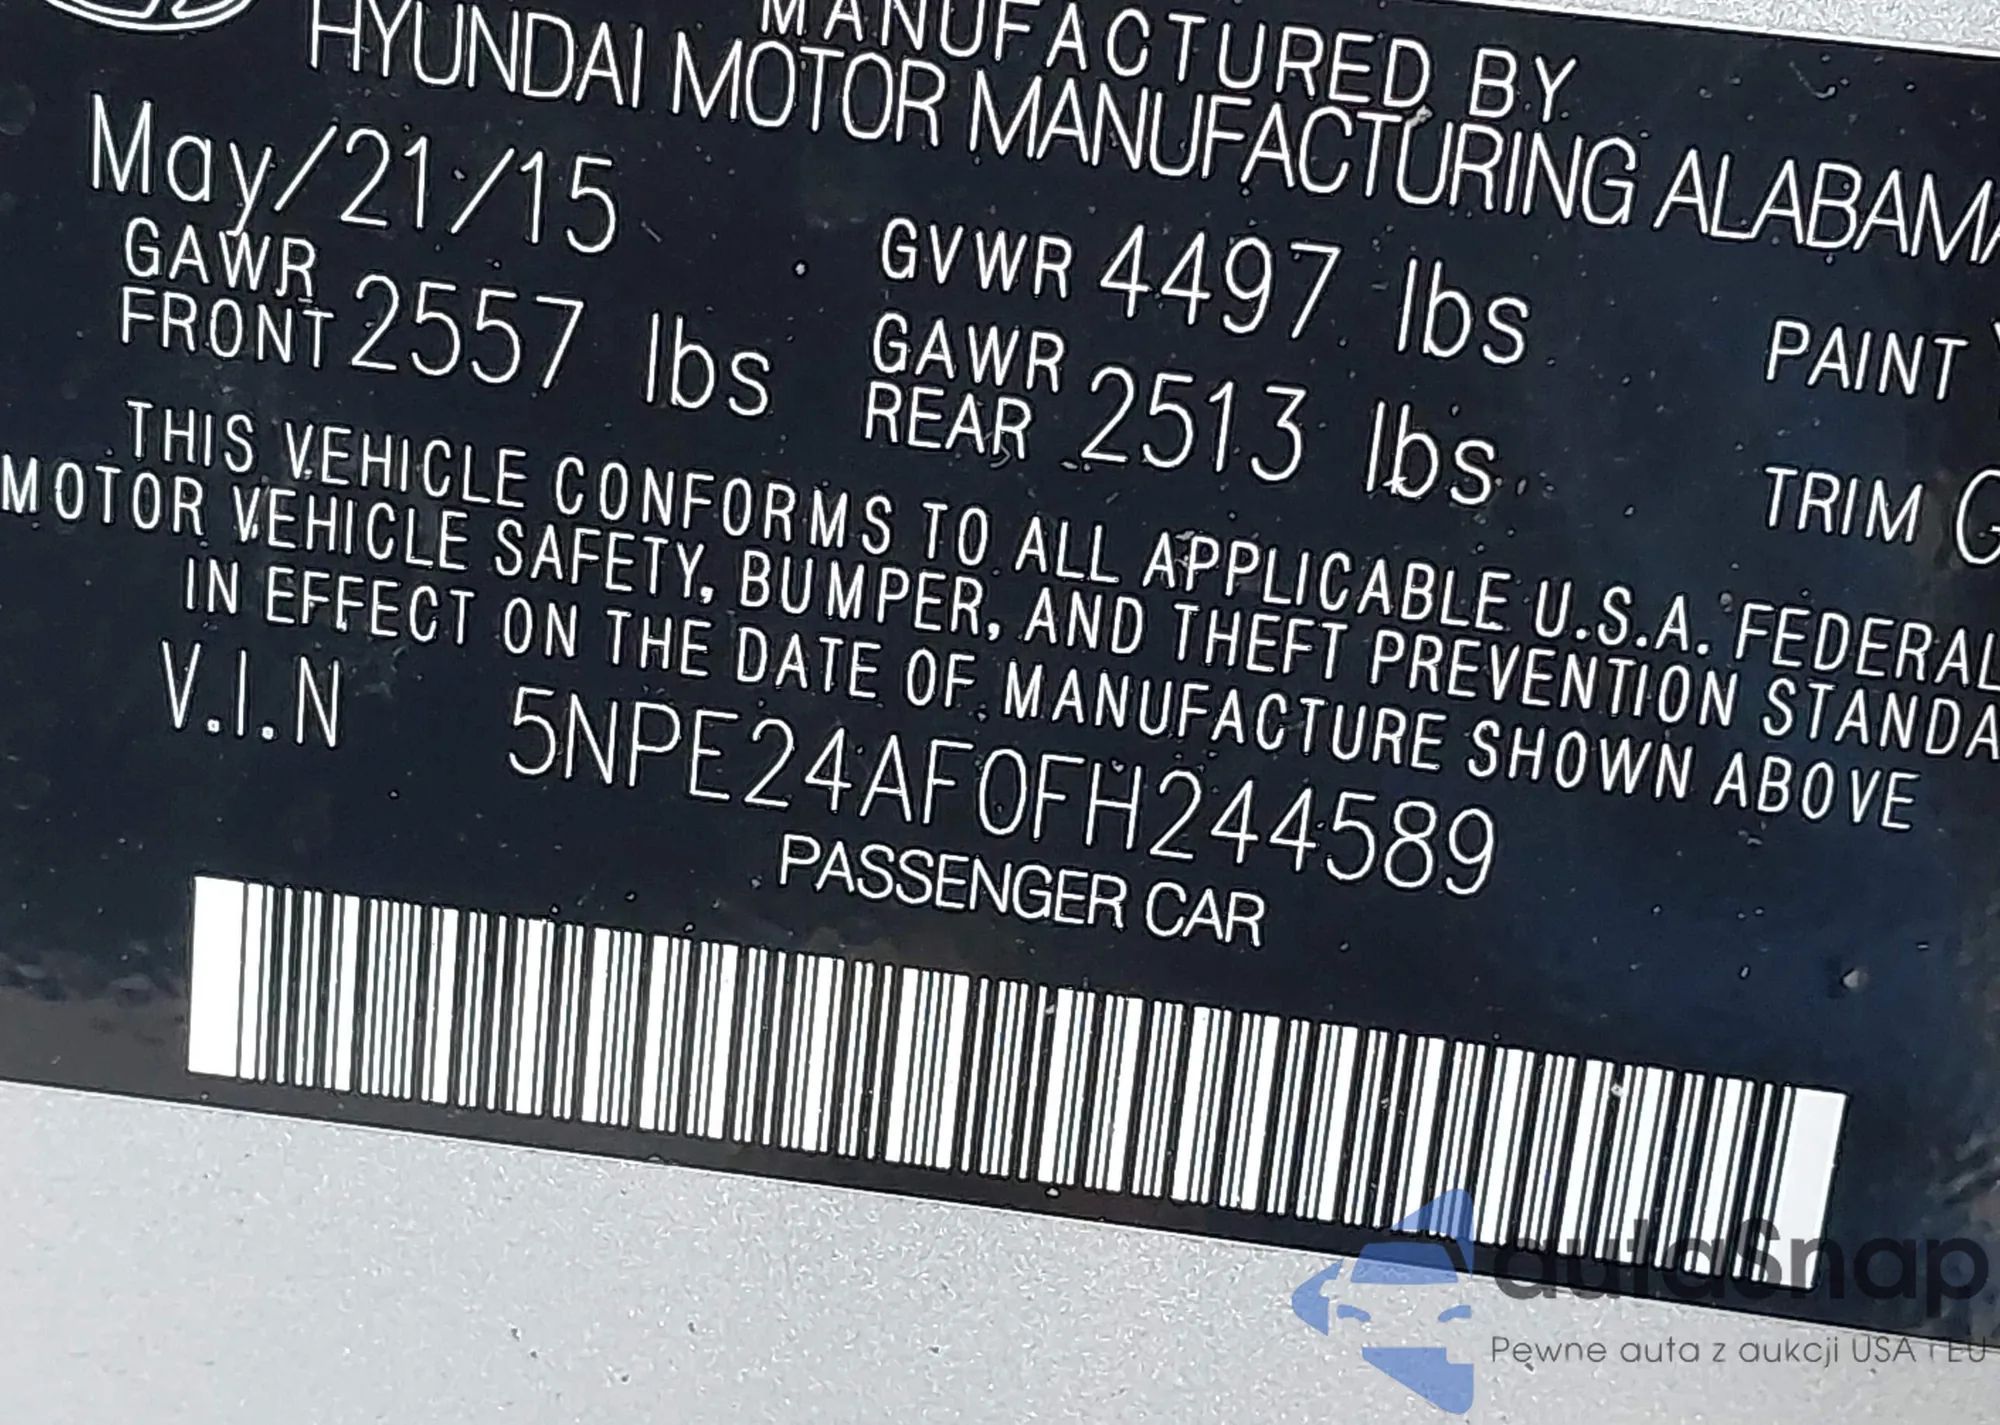 MANUFACTURED BY
HYUNDAI MOTOR MANUFACTURING ALABAMA
May/21/15
GVWR 4497 lbs
PAINT
GAWR
FRONT 2557 lbs
GAWR
REAR 2513 lbs
TRIM G
THIS VEHICLE CONFORMS TO ALL APPLICABLE U.S.A. FEDERAL
MOTOR VEHICLE SAFETY, BUMPER, AND THEFT PREVENTION STANDA
IN EFFECT ON THE DATE OF MANUFACTURE SHOWN ABOVE
V.I.N 5NPE24AF0FH244589
PASSENGER CAR
autaSnap
Pewne auta z aukcji USA i EU